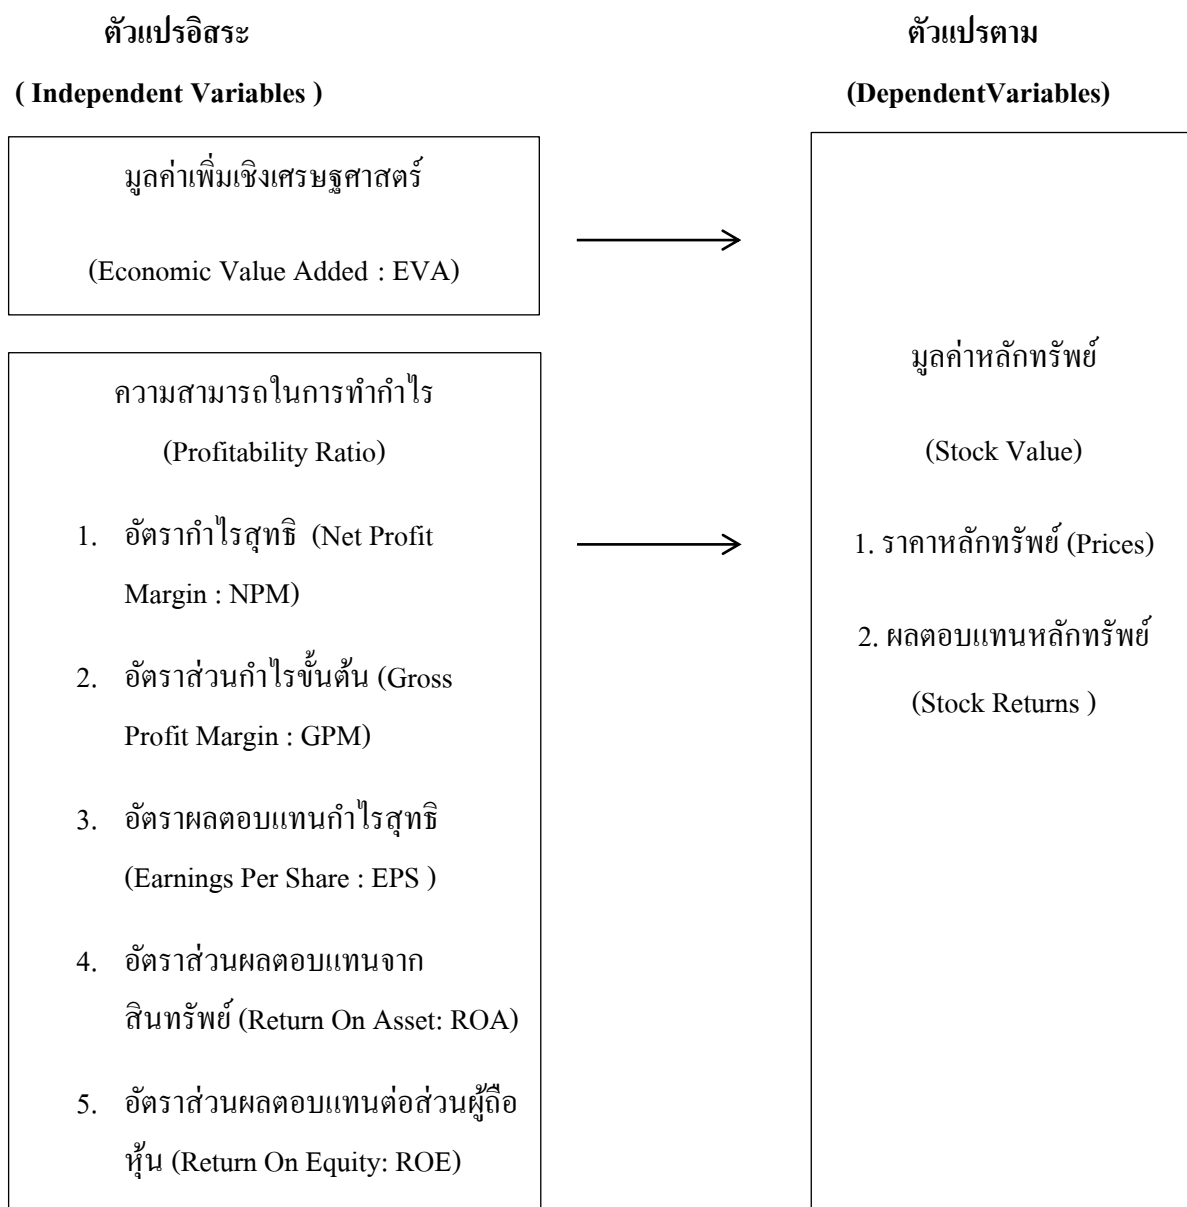 ตัวแปรอิสระ
( Independent Variables )
มูลค่าเพิ่มเชิงเศรษฐศาสตร์
(Economic Value Added : EVA)
ความสามารถในการทำกำไร
(Profitability Ratio)
1. อัตรากำไรสุทธิ (Net Profit
Margin : NPM)
2. อัตราส่วนกำไรขั้นต้น (Gross
Profit Margin : GPM)
3. อัตราผลตอบแทนกำไรสุทธิ
(Earnings Per Share : EPS )
4. อัตราส่วนผลตอบแทนจาก
สินทรัพย์ (Return On Asset: ROA)
5. อัตราส่วนผลตอบแทนต่อส่วนผู้ถือ
หุ้น (Return On Equity: ROE)
ตัวแปรตาม
(DependentVariables)
มูลค่าหลักทรัพย์
(Stock Value)
1. ราคาหลักทรัพย์ (Prices)
2. ผลตอบแทนหลักทรัพย์
(Stock Returns )